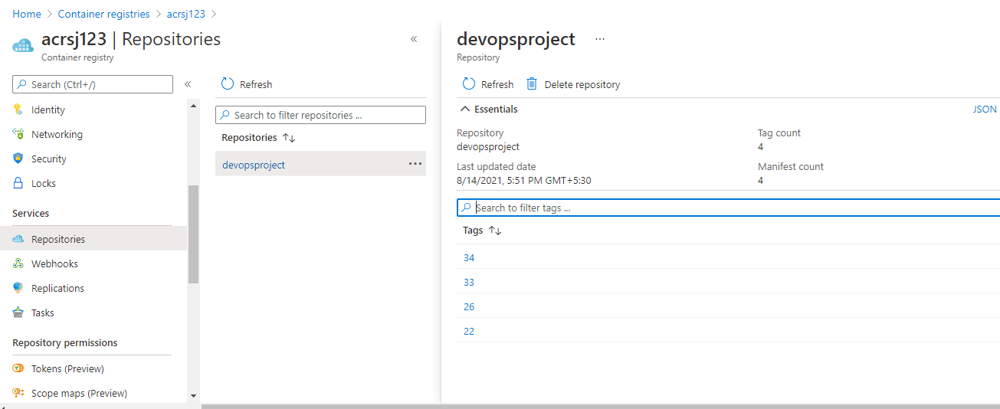 Home > Container registries > acrsj123 >
acrsj123 | Repositories
Container registry
Search (Ctrl+/)
Identity
Networking
Security
Locks
Services
Repositories
Webhooks
Replications
Tasks
Repository permissions
Tokens (Preview)
Scope maps (Preview)
Refresh
Search to filter repositories ...
Repositories
devopsproject
devopsproject
Repository
Refresh Delete repository
Essentials JSON
Repository Tag count
devopsproject 4
Last updated date Manifest count
8/14/2021, 5:51 PM GMT+5:30 4
Search to filter tags ...
Tags
34
33
26
22